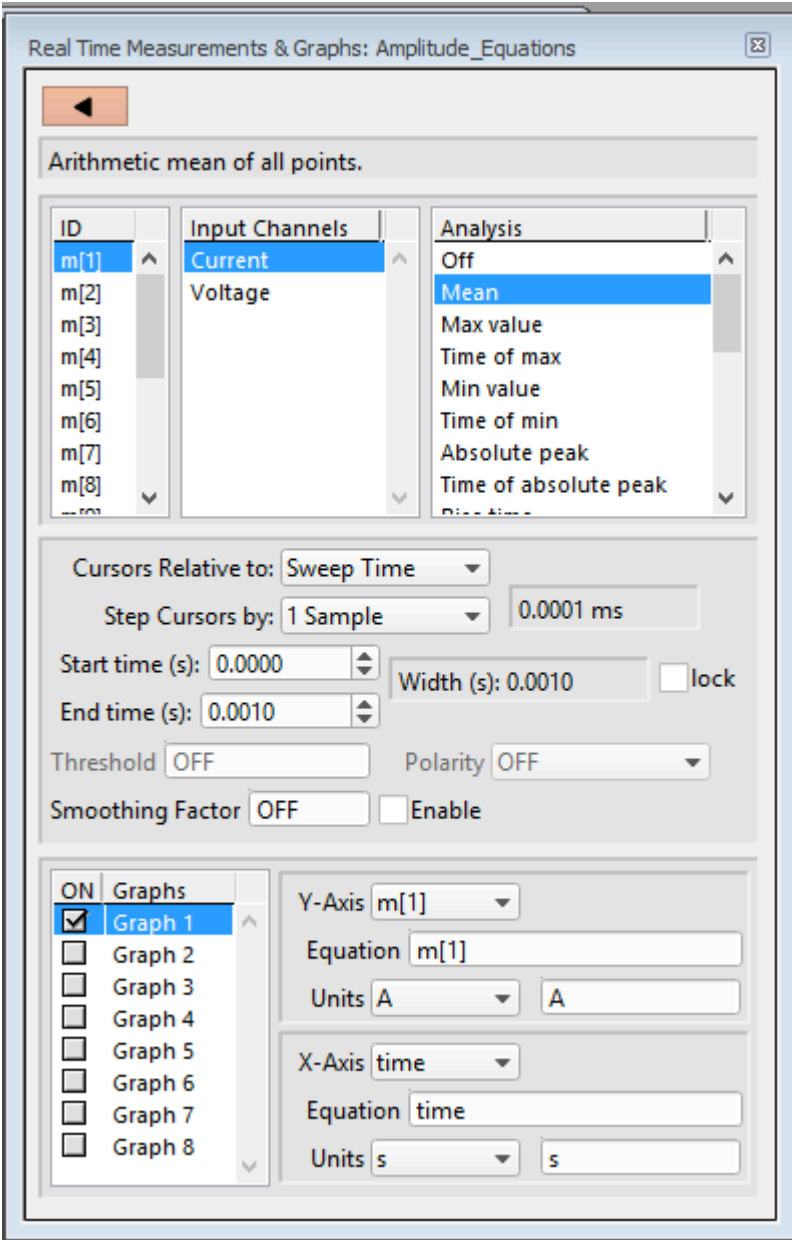 Real Time Measurements & Graphs: Amplitude_Equations
Arithmetic mean of all points.
ID
m[1]
m[2]
m[3]
m[4]
m[5]
m[6]
m[7]
m[8]
Input Channels
Current
Voltage
Analysis
Off
Mean
Max value
Time of max
Min value
Time of min
Absolute peak
Time of absolute peak
Cursors Relative to: Sweep Time
Step Cursors by: 1 Sample 0.0001 ms
Start time (s): 0.0000
Width (s): 0.0010 lock
End time (s): 0.0010
Threshold OFF Polarity OFF
Smoothing Factor OFF Enable
ON Graphs
Graph 1
Graph 2
Graph 3
Graph 4
Graph 5
Graph 6
Graph 7
Graph 8
Y-Axis m[1]
Equation m[1]
Units A A
X-Axis time
Equation time
Units s s